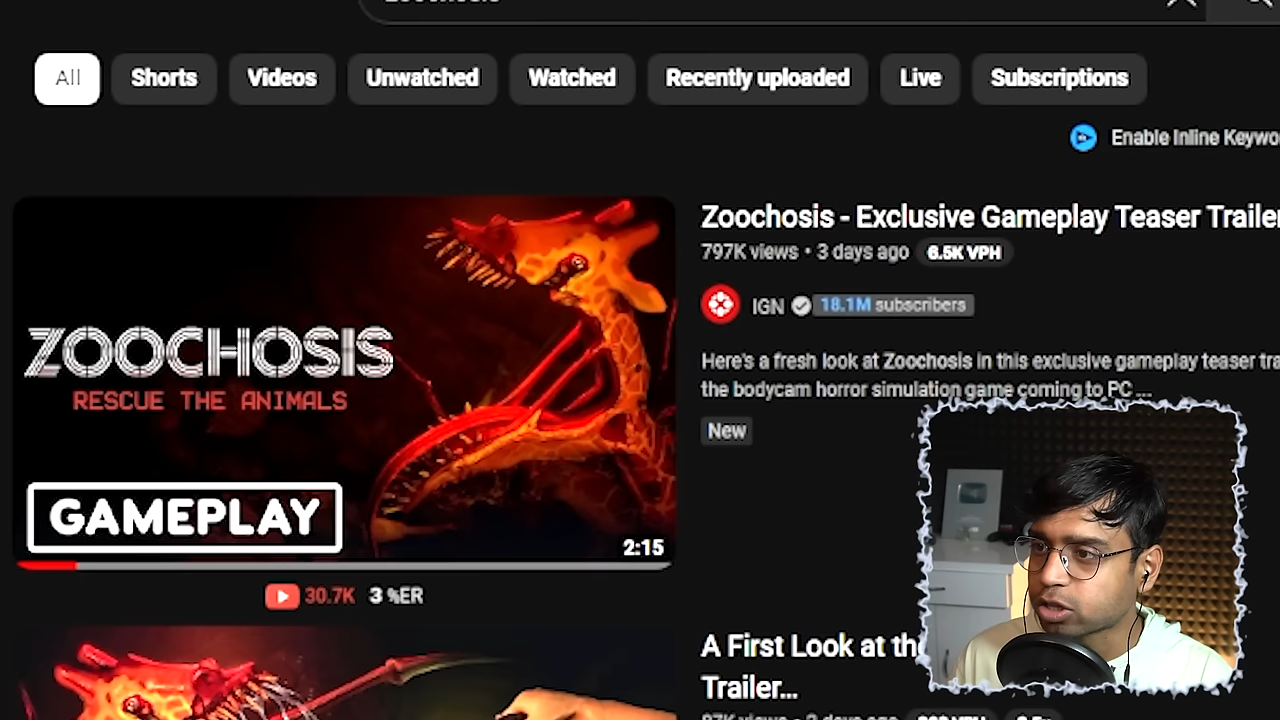 All Shorts Videos Unwatched Watched Recently uploaded Live Subscriptions
Enable Inline
ZOOCHOSIS
RESCUE THE ANIMALS
GAMEPLAY
2:15
30.7K 3 %ER
Zoochosis - Exclusive Gameplay Teaser Trailer
797K views • 3 days ago 6.5K VPH
IGN 18.1M subscribers
Here's a fresh look at Zoochosis in this exclusive gameplay teaser
the bodycam horror simulation game coming to PC ...
New
A First Look at the
Trailer...